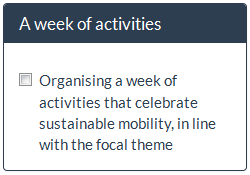 A week of activities
Organising a week of
activities that celebrate
sustainable mobility, in line
with the focal theme